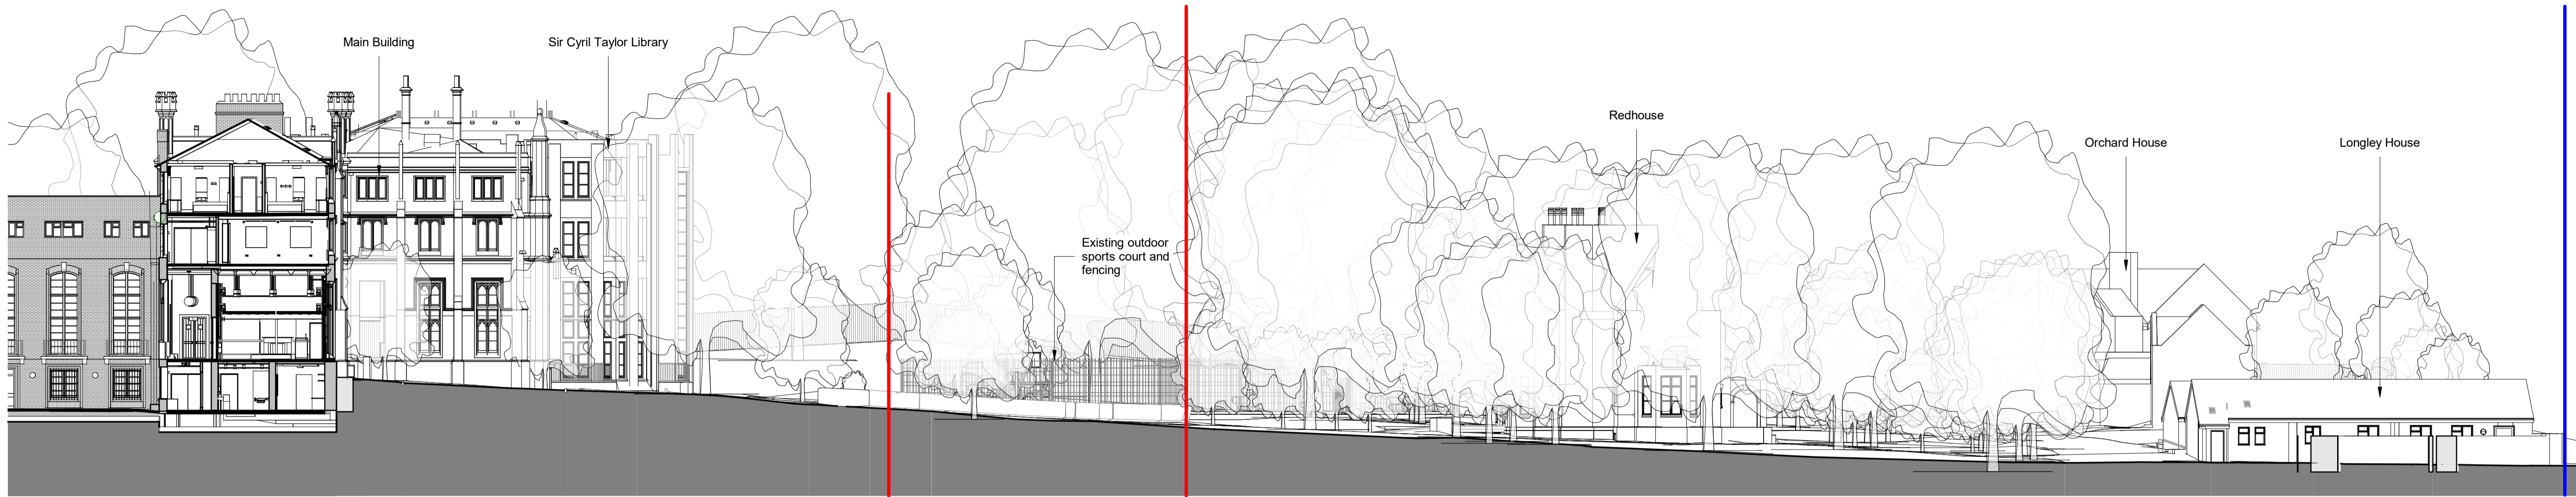 Main Building
Sir Cyril Taylor Library
Existing outdoor
sports court and
fencing
Redhouse
Orchard House
Longley House